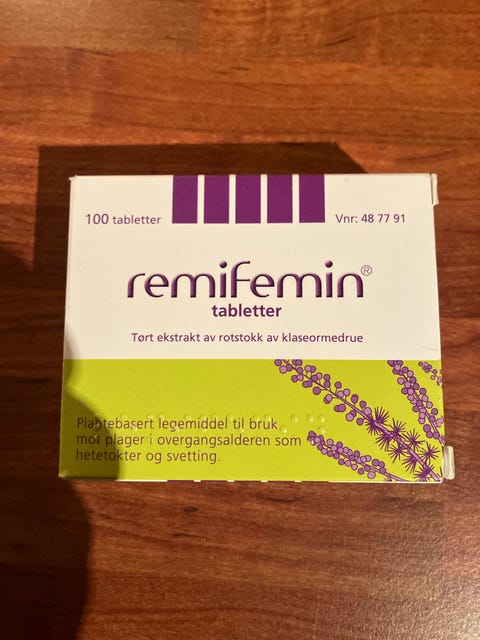 100 tabletter
Vnr: 48 77 91
remifemin®
tabletter
Tørt ekstrakt av rotstokk av klaseormedrue
Plantebasert legemiddel til bruk
mot plager i overgangsalderen som
hetetokter og svetting.